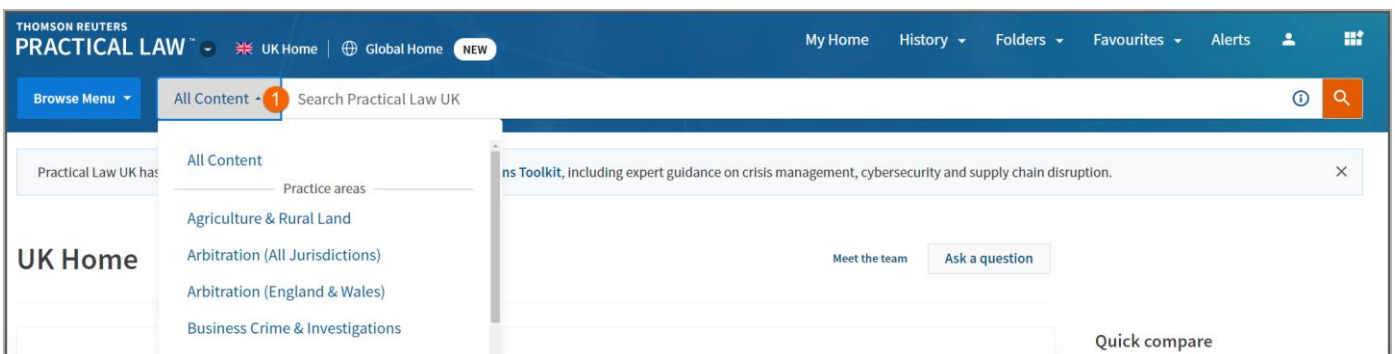 THOMSON REUTERS
PRACTICAL LAW™ UK Home | Global Home NEW My Home History Folders Favourites Alerts
Browse Menu All Content 1 Search Practical Law UK
All Content
Practical Law UK has ns Toolkit, including expert guidance on crisis management, cybersecurity and supply chain disruption.
Practice areas
Agriculture & Rural Land
UK Home Arbitration (All Jurisdictions) Meet the team Ask a question
Arbitration (England & Wales)
Business Crime & Investigations
Quick compare